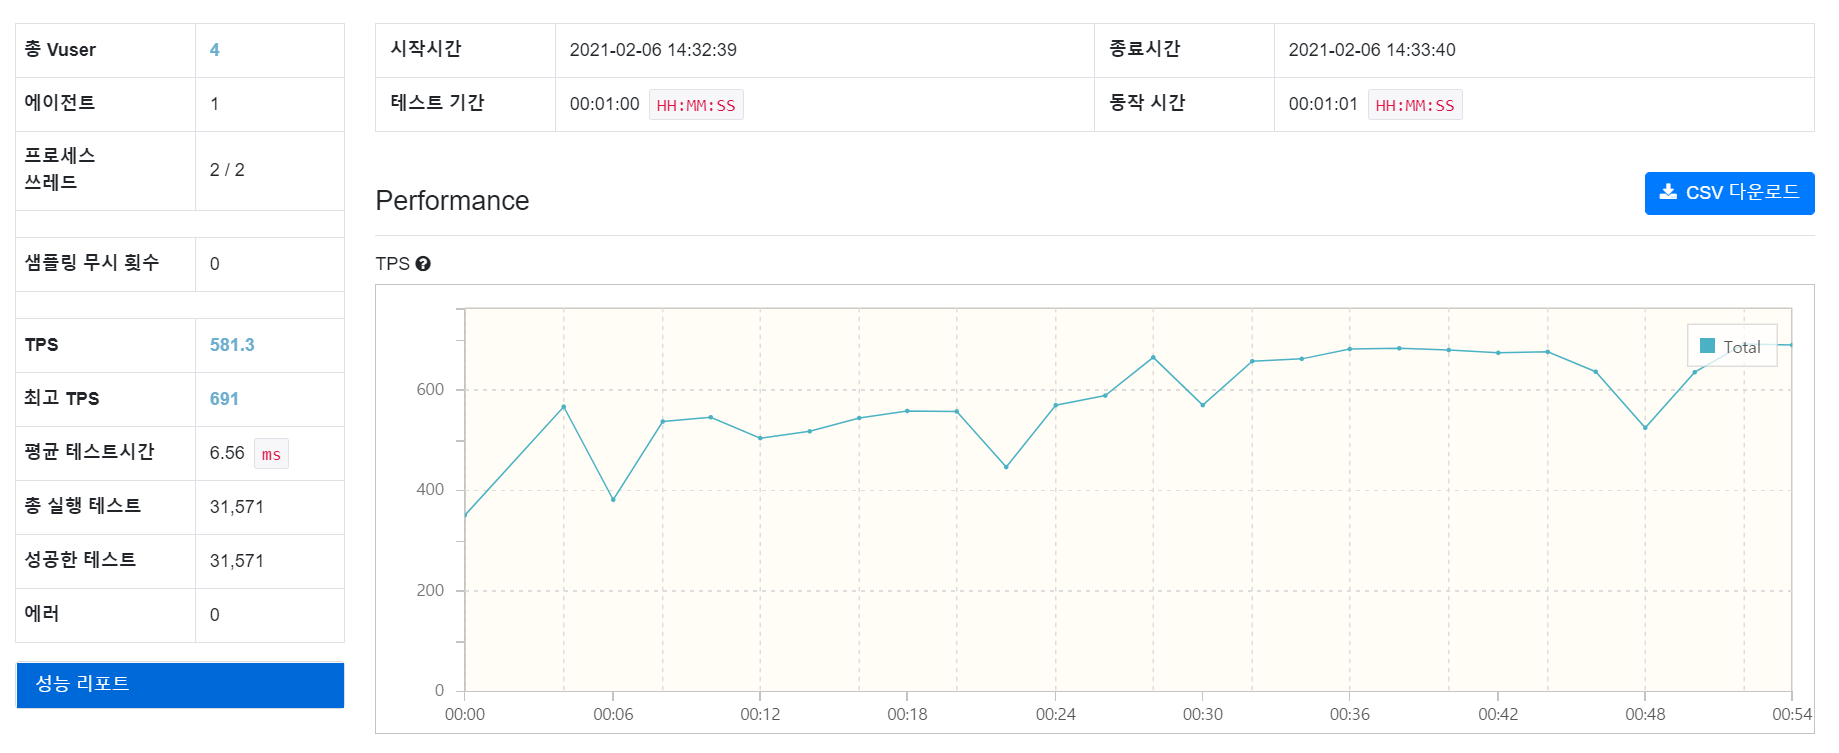 총 Vuser 4
에이전트 1
프로세스
쓰레드 2 / 2
샘플링 무시 횟수 0
TPS 581.3
최고 TPS 691
평균 테스트시간 6.56 ms
총 실행 테스트 31,571
성공한 테스트 31,571
에러 0
성능 리포트
시작시간 2021-02-06 14:32:39 종료시간 2021-02-06 14:33:40
테스트 기간 00:01:00 HH:MM:SS 동작 시간 00:01:01 HH:MM:SS
Performance
CSV 다운로드
TPS ?
Total
600
400
200
0
00:00 00:06 00:12 00:18 00:24 00:30 00:36 00:42 00:48 00:54